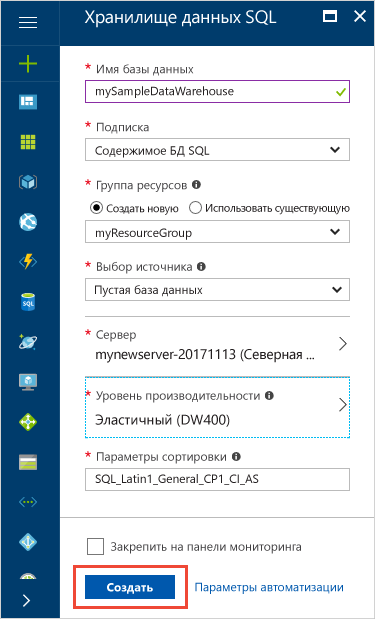 Хранилище данных SQL
* Имя базы данных
mySampleDataWarehouse
* Подписка
Содержимое БД SQL
* Группа ресурсов
Создать новую Использовать существующую
myResourceGroup
* Выбор источника
Пустая база данных
* Сервер
mynewserver-20171113 (Северная ...
* Уровень производительности
Эластичный (DW400)
* Параметры сортировки
SQL_Latin1_General_CP1_CI_AS
Закрепить на панели мониторинга
Создать Параметры автоматизации
SQL